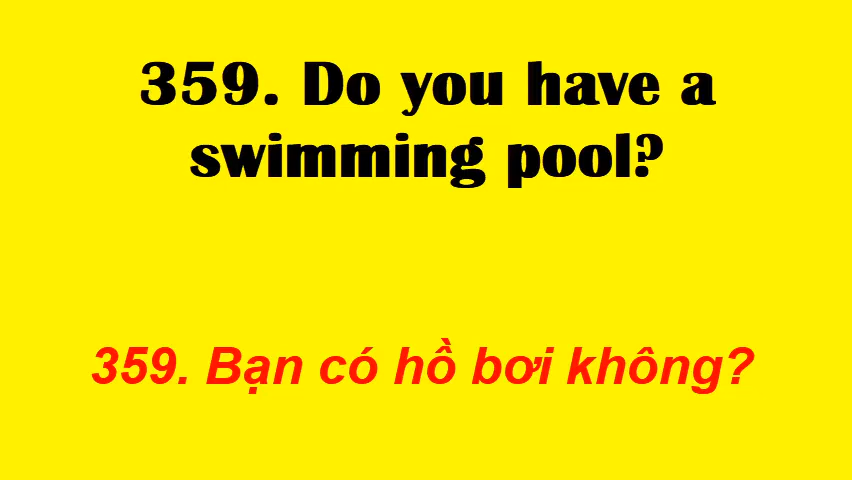 359. Do you have a
swimming pool?
359. Bạn có hồ bơi không?